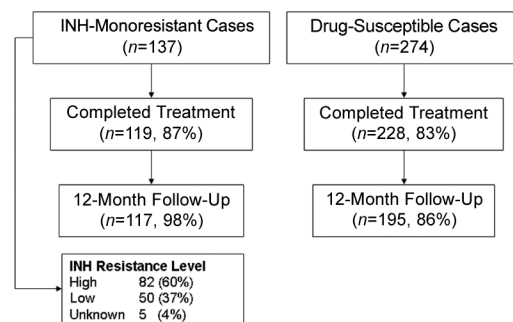 INH-Monoresistant Cases
(n=137)
Drug-Susceptible Cases
(n=274)
Completed Treatment
(n=119, 87%)
Completed Treatment
(n=228, 83%)
12-Month Follow-Up
(n=117, 98%)
12-Month Follow-Up
(n=195, 86%)
INH Resistance Level
High 82 (60%)
Low 50 (37%)
Unknown 5 (4%)